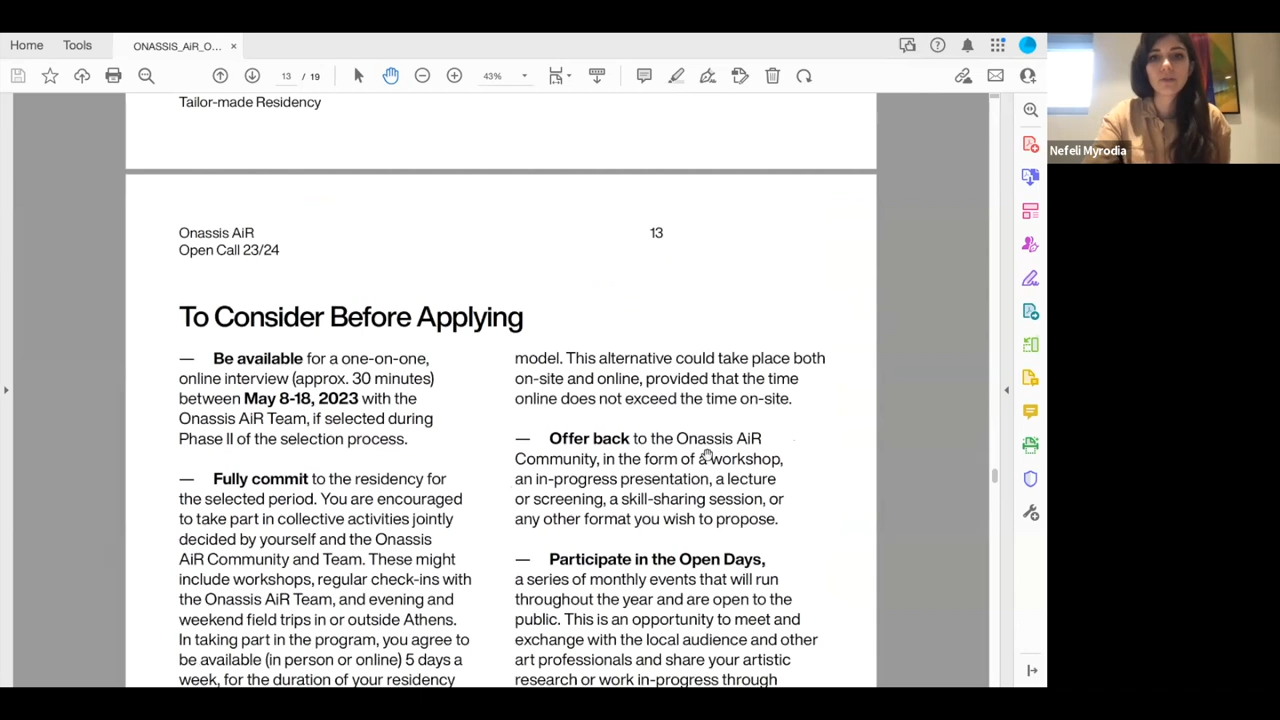 Home
Tools
ONASSIS_AiR_O...
13 / 19
43%
Nefeli Myrodia
Tailor-made Residency
Onassis AiR
Open Call 23/24
13
To Consider Before Applying
— Be available for a one-on-one,
online interview (approx. 30 minutes)
between May 8-18, 2023 with the
Onassis AiR Team, if selected during
Phase II of the selection process.
— Fully commit to the residency for
the selected period. You are encouraged
to take part in collective activities jointly
decided by yourself and the Onassis
AiR Community and Team. These might
include workshops, regular check-ins with
the Onassis AiR Team, and evening and
weekend field trips in or outside Athens.
In taking part in the program, you agree to
be available (in person or online) 5 days a
week, for the duration of your residency
model. This alternative could take place both
on-site and online, provided that the time
online does not exceed the time on-site.
— Offer back to the Onassis AiR
Community, in the form of a workshop,
an in-progress presentation, a lecture
or screening, a skill-sharing session, or
any other format you wish to propose.
— Participate in the Open Days,
a series of monthly events that will run
throughout the year and are open to the
public. This is an opportunity to meet and
exchange with the local audience and other
art professionals and share your artistic
research or work in-progress through